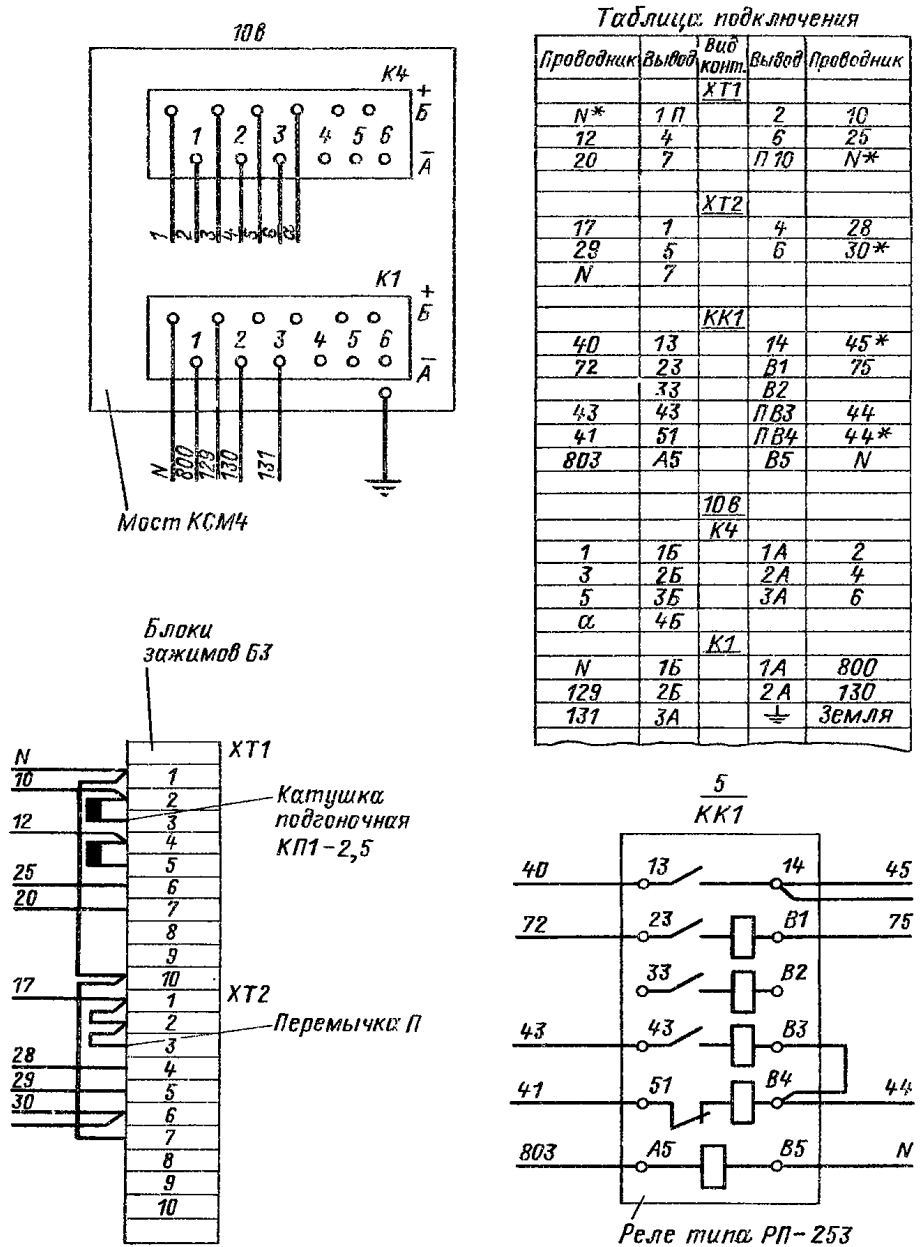 10В
К4
+
Б
1 2 3 4 5 6
А
1 2 3 4 5 6 а
К1
+
Б
1 2 3 4 5 6
А
N 800 129 130 131
Мост КСМ4
Таблица подключения
Проводник Вывод Вид конт. Вывод Проводник
ХТ1
N* 1 П 2 10
12 4 6 25
20 7 П 10 N*
ХТ2
17 1 4 28
29 5 Б 30*
N 7
КК1
40 13 14 45*
72 23 В1 75
33 В2
43 43 ПВ3 44
41 51 ПВ4 44*
803 А5 В5 N
10В
К4
1 1Б 1А 2
3 2Б 2А 4
5 3Б 3А 6
а 4Б
К1
N 1Б 1А 800
129 2Б 2А 130
131 3А Земля
Блоки
зажимов БЗ
ХТ1
N
10 1
2
3
12 4
5
25 6
20 7
8
9
10
17 1 ХТ2
2
3
28 4
29 5
30 6
7
8
9
10
Катушка
подгоночная
КП1-2,5
Перемычка П
5
КК1
40 13 14 45
72 23 В1 75
33 В2
43 43 В3
41 51 В4 44
803 А5 В5 N
Реле типа РП-253